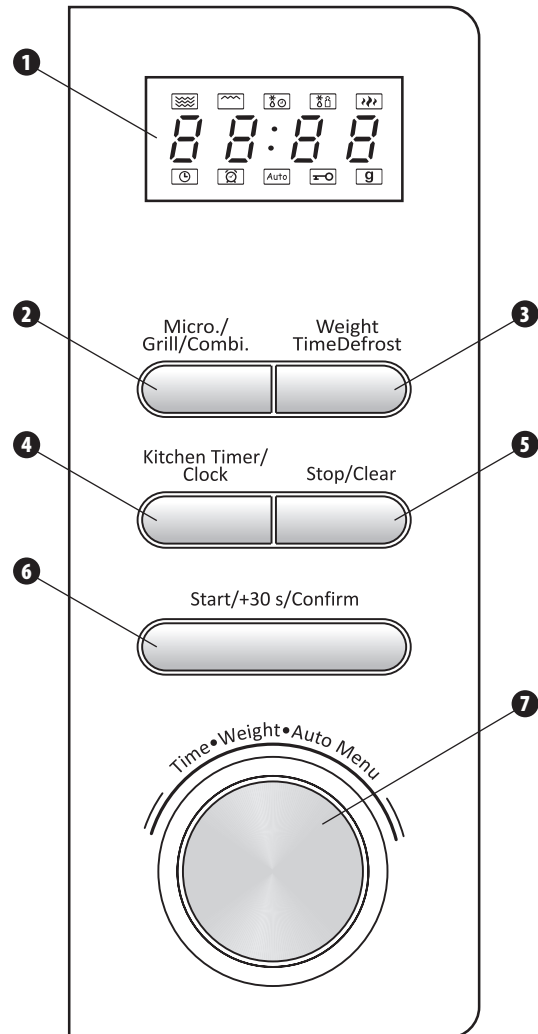 1
88:88
Auto
g
2
Micro./
Grill/Combi.
Weight
TimeDefrost
3
4
Kitchen Timer/
Clock
Stop/Clear
5
6
Start/+30 s/Confirm
7
Time•Weight•Auto Menu